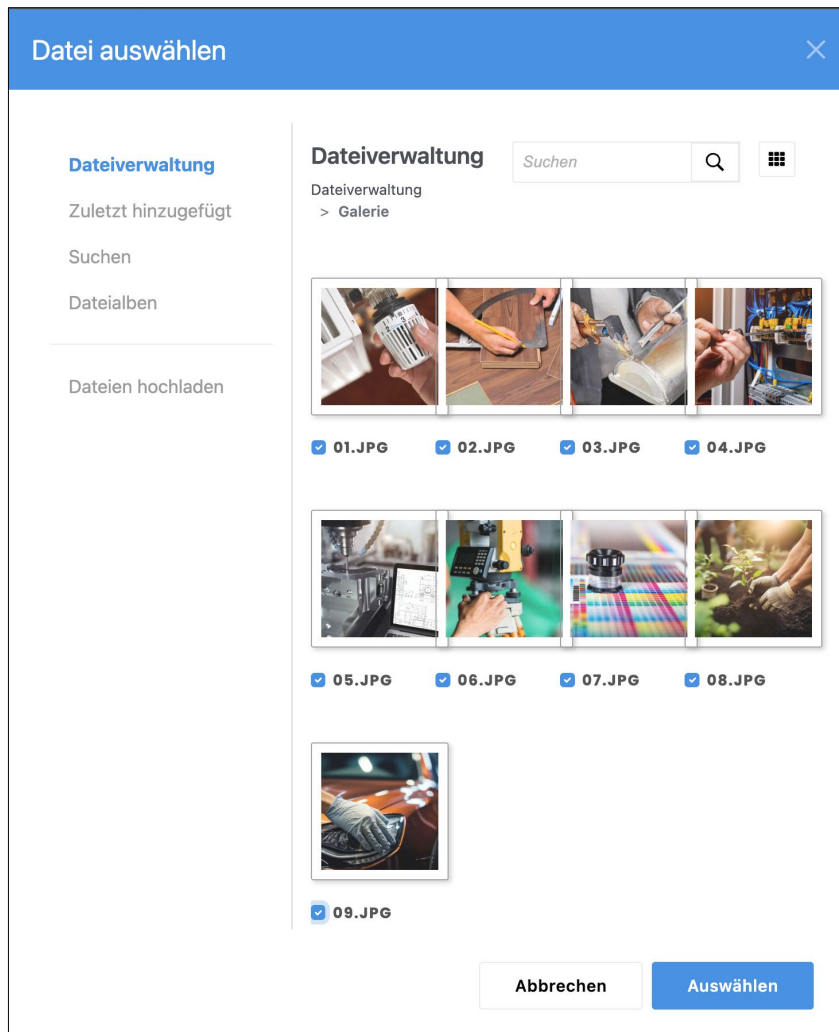 Datei auswählen
Dateiverwaltung
Zuletzt hinzugefügt
Suchen
Dateialben
Dateien hochladen
Dateiverwaltung
Suchen
Dateiverwaltung
> Galerie
01.JPG 02.JPG 03.JPG 04.JPG
05.JPG 06.JPG 07.JPG 08.JPG
09.JPG
Abbrechen Auswählen